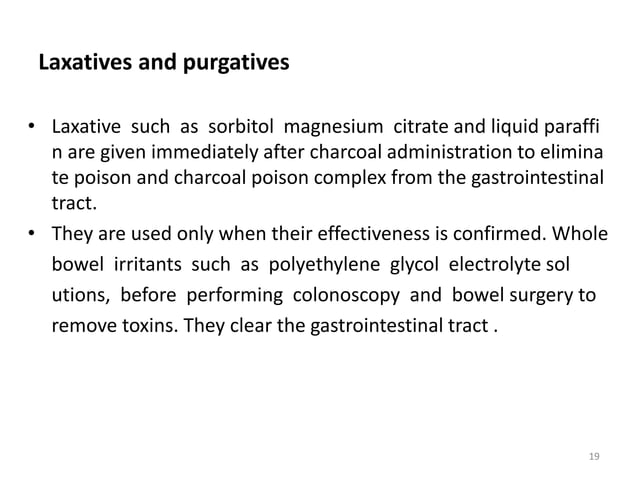 Laxatives and purgatives
• Laxative such as sorbitol magnesium citrate and liquid paraffi
n are given immediately after charcoal administration to elimina
te poison and charcoal poison complex from the gastrointestinal
tract.
• They are used only when their effectiveness is confirmed. Whole
bowel irritants such as polyethylene glycol electrolyte sol
utions, before performing colonoscopy and bowel surgery to
remove toxins. They clear the gastrointestinal tract .
19